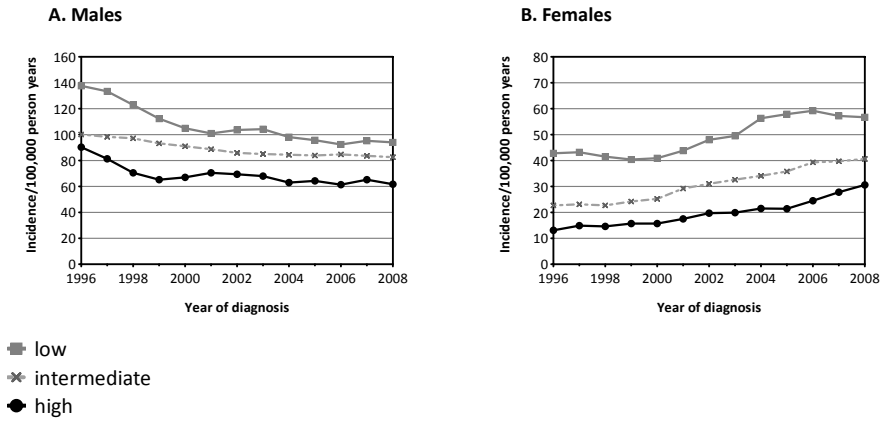 A. Males
B. Females
Incidence/100,000 person years
160
140
120
100
80
60
40
20
0
1996 1998 2000 2002 2004 2006 2008
Year of diagnosis
Incidence/100,000 person years
80
70
60
50
40
30
20
10
0
1996 1998 2000 2002 2004 2006 2008
Year of diagnosis
low
intermediate
high